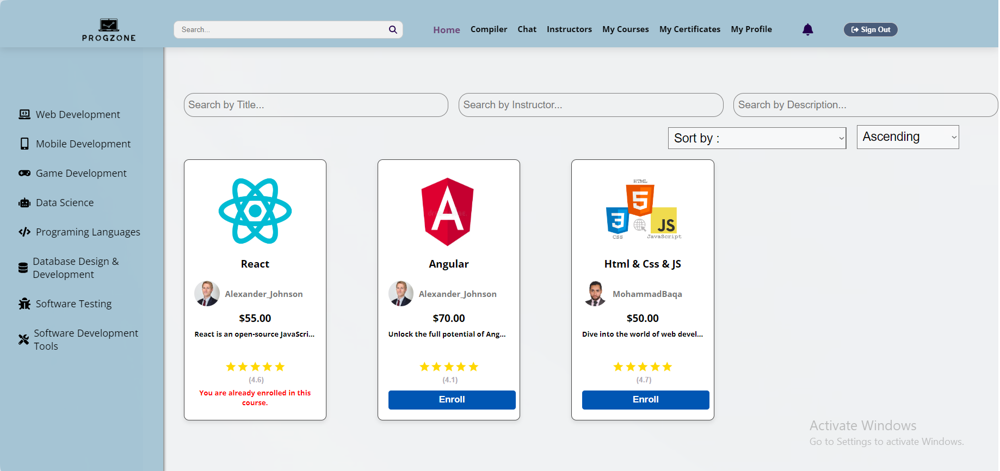 PROGZONE
Search...
Home
Compiler
Chat
Instructors
My Courses
My Certificates
My Profile
Sign Out
Web Development
Mobile Development
Game Development
Data Science
Programing Languages
Database Design &
Development
Software Testing
Software Development
Tools
Search by Title...
Search by Instructor...
Search by Description...
Sort by :
Ascending
React
Alexander_Johnson
$55.00
React is an open-source JavaScri...
(4.6)
You are already enrolled in this
course.
A
Angular
Alexander_Johnson
$70.00
Unlock the full potential of Ang...
(4.1)
Enroll
HTML
5
3
JS
CSS
JavaScript
Html & Css & JS
MohammadBaqa
$50.00
Dive into the world of web devel...
(4.7)
Enroll
Activate Windows
Go to Settings to activate Windows.